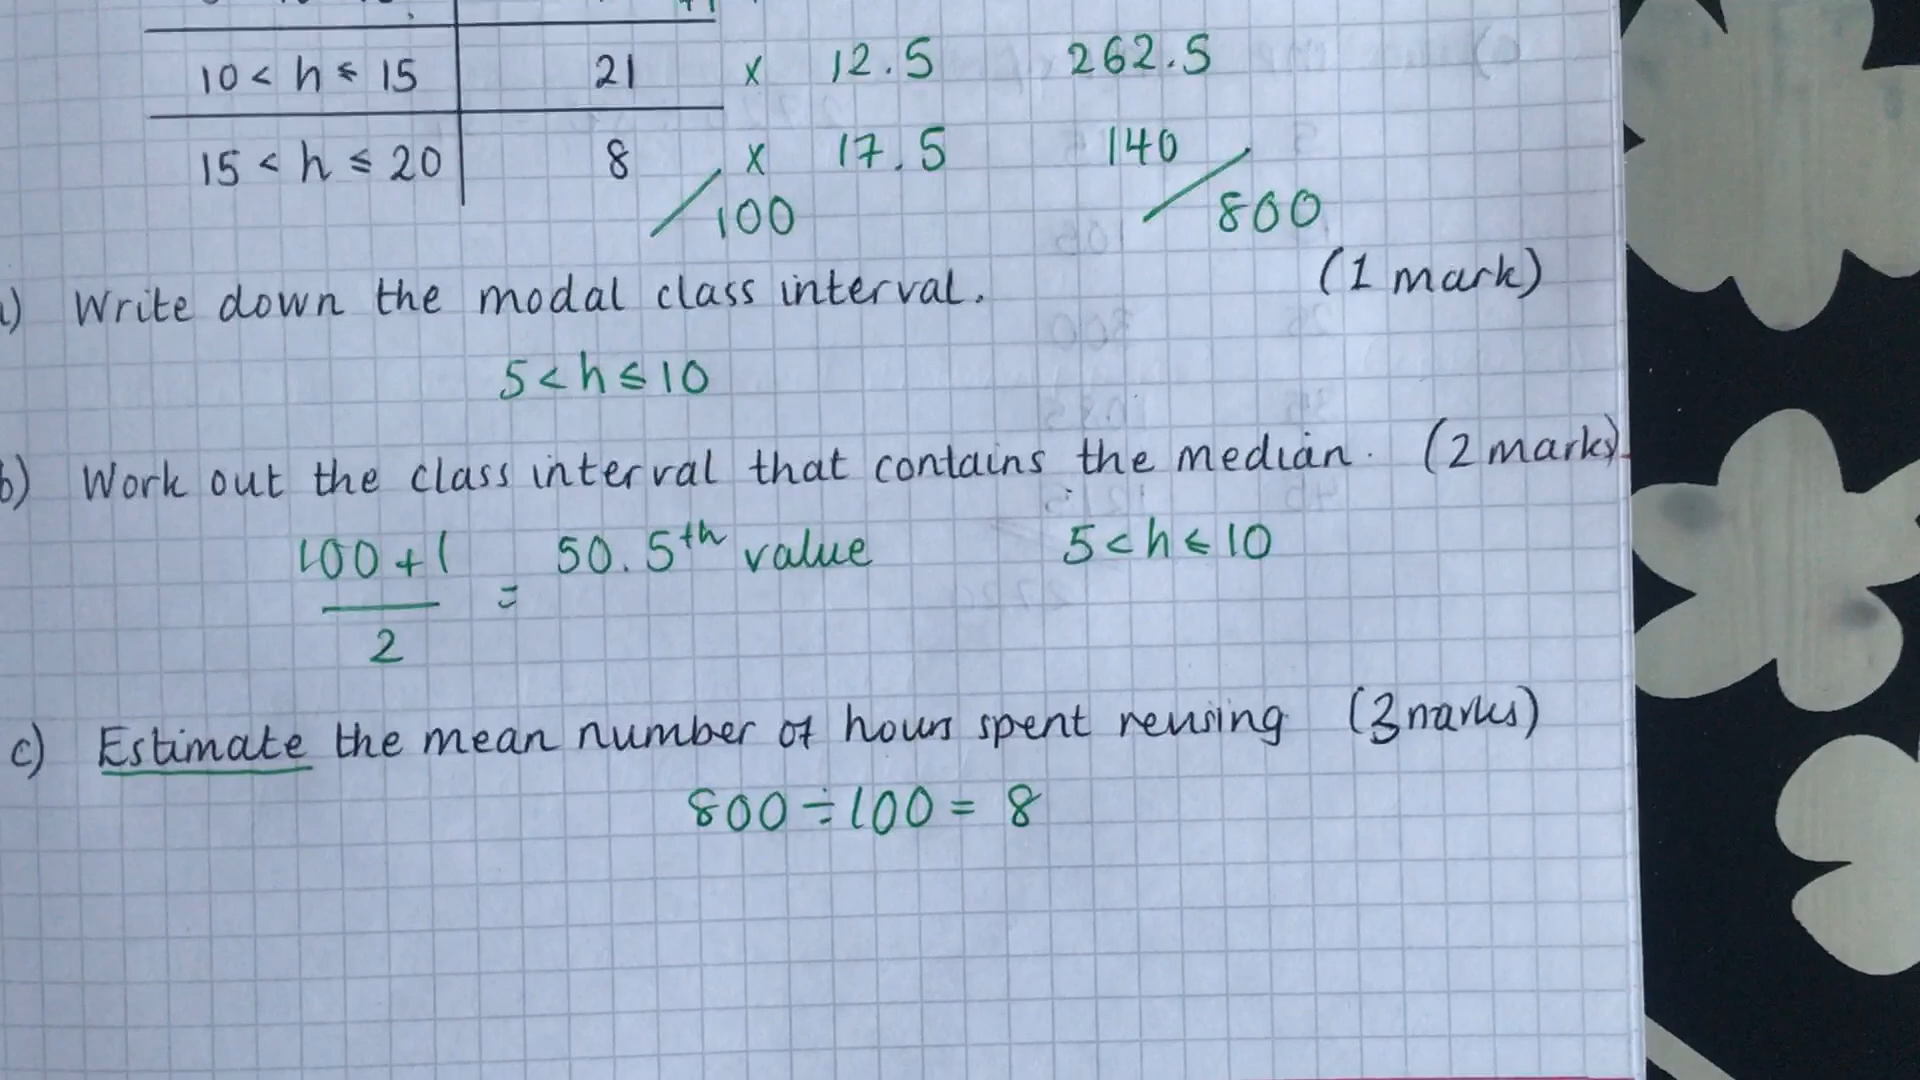 10 < h ≤ 15 21 x 12.5 262.5
15 < h ≤ 20 8 x 17.5 140
100 800
Write down the modal class interval. (1 mark)
5 < h ≤ 10
b) Work out the class interval that contains the median. (2 marks)
100 + 1 / 2 = 50.5th value 5 < h ≤ 10
c) Estimate the mean number of hours spent revising (3 marks)
800 ÷ 100 = 8